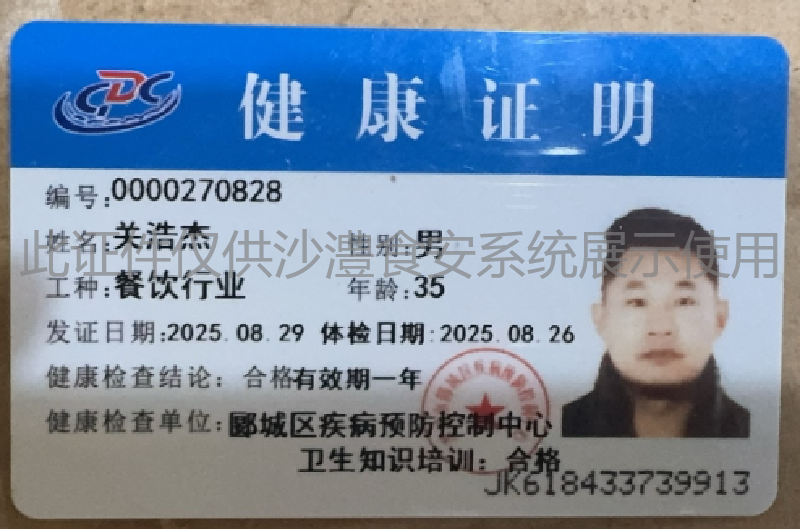 CDC
健康证明
编号:0000270828
姓名:关浩杰 性别:男
此证件仅供沙澧食安系统展示使用
工种:餐饮行业 年龄:35
发证日期:2025.08.29 体检日期:2025.08.26
健康检查结论:合格有效期一年
健康检查单位:郾城区疾病预防控制中心
卫生知识培训:合格
JK618433739913